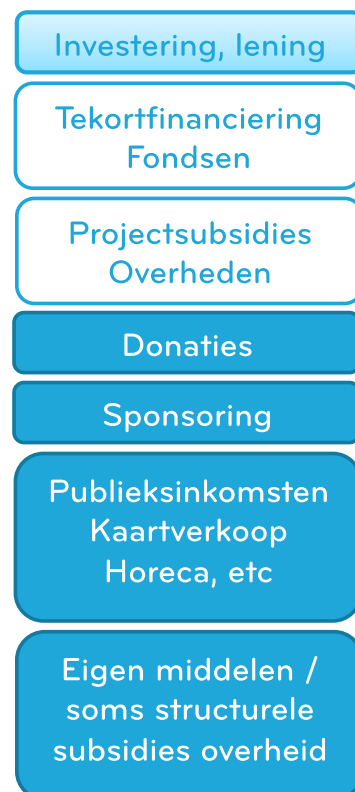 Investering, lening
Tekortfinanciering
Fondsen
Projectsubsidies
Overheden
Donaties
Sponsoring
Publieksinkomsten
Kaartverkoop
Horeca, etc
Eigen middelen /
soms structurele
subsidies overheid